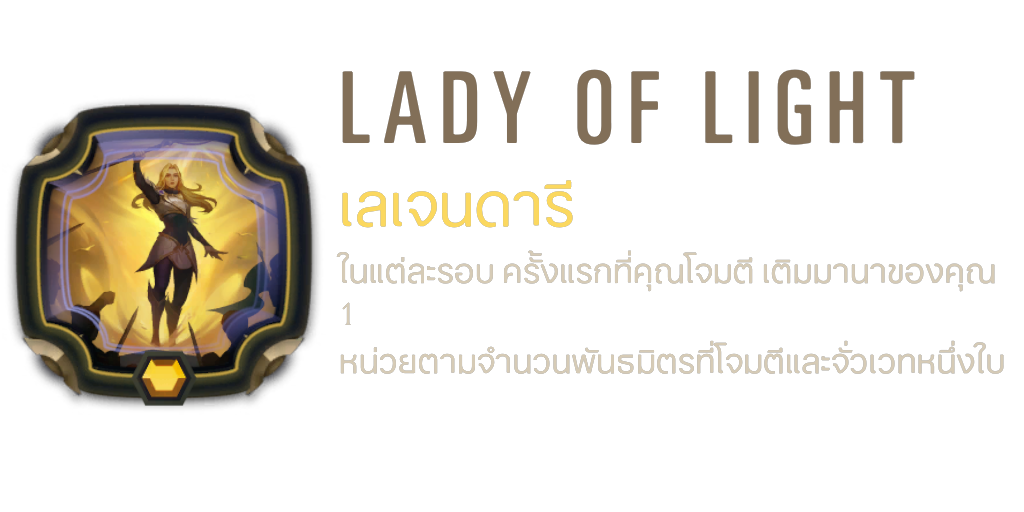 LADY OF LIGHT
เลเจนดารี
ในแต่ละรอบ ครั้งแรกที่คุณโจมตี เติมมานาของคุณ
1
หน่วยตามจำนวนพันธมิตรที่โจมตีและจั่วเวทหนึ่งใบ